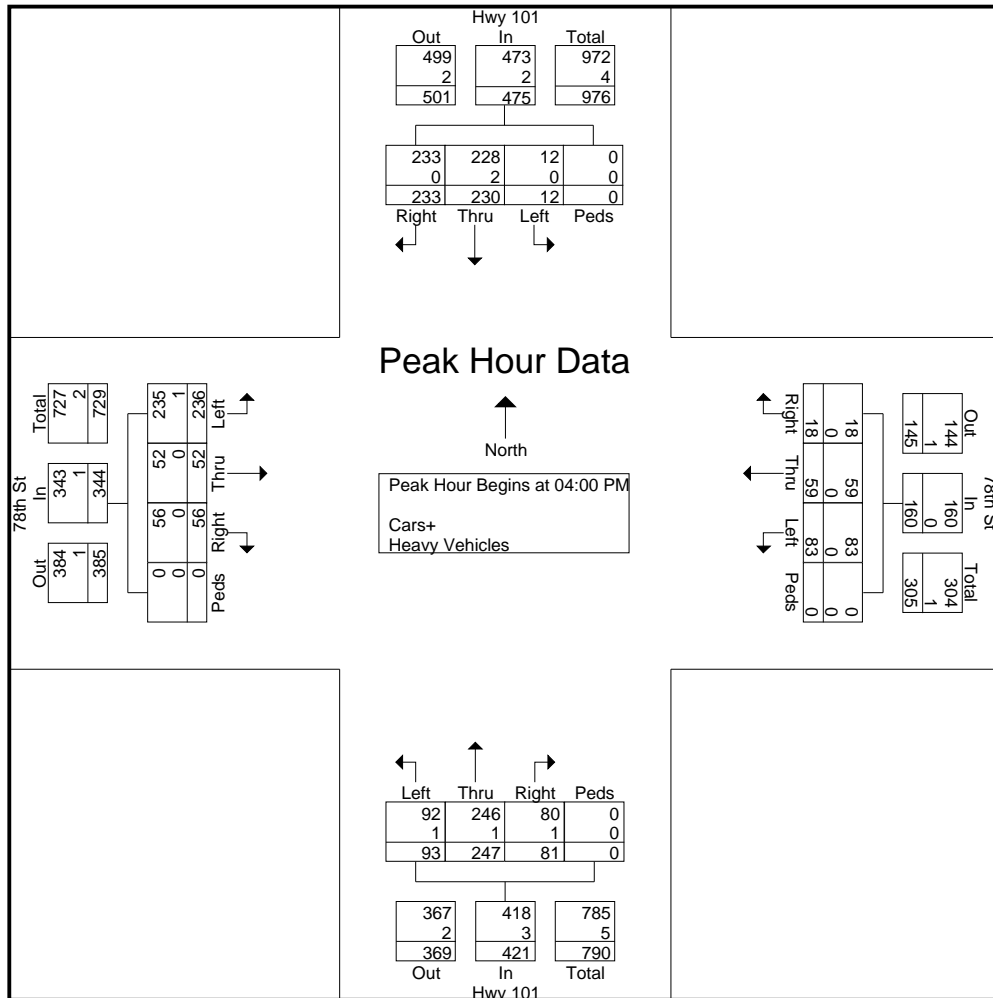 Hwy 101
Out In Total
499 473 972
2 2 4
501 475 976
233 228 12 0
0 2 0 0
233 230 12 0
Right Thru Left Peds
Peak Hour Data
North
Peak Hour Begins at 04:00 PM
Cars+
Heavy Vehicles
78th St
Out In Total
384 343 727
1 1 2
385 344 729
Peds Right Thru Left
0 56 52 235
0 0 0 1
0 56 52 236
78th St
Out In Total
144 160 304
1 0 1
145 160 305
18 59 83 0
0 0 0 0
18 59 83 0
Right Thru Left Peds
Left Thru Right Peds
92 246 80 0
1 1 1 0
93 247 81 0
367 418 785
2 3 5
369 421 790
Out In Total
Hwy 101